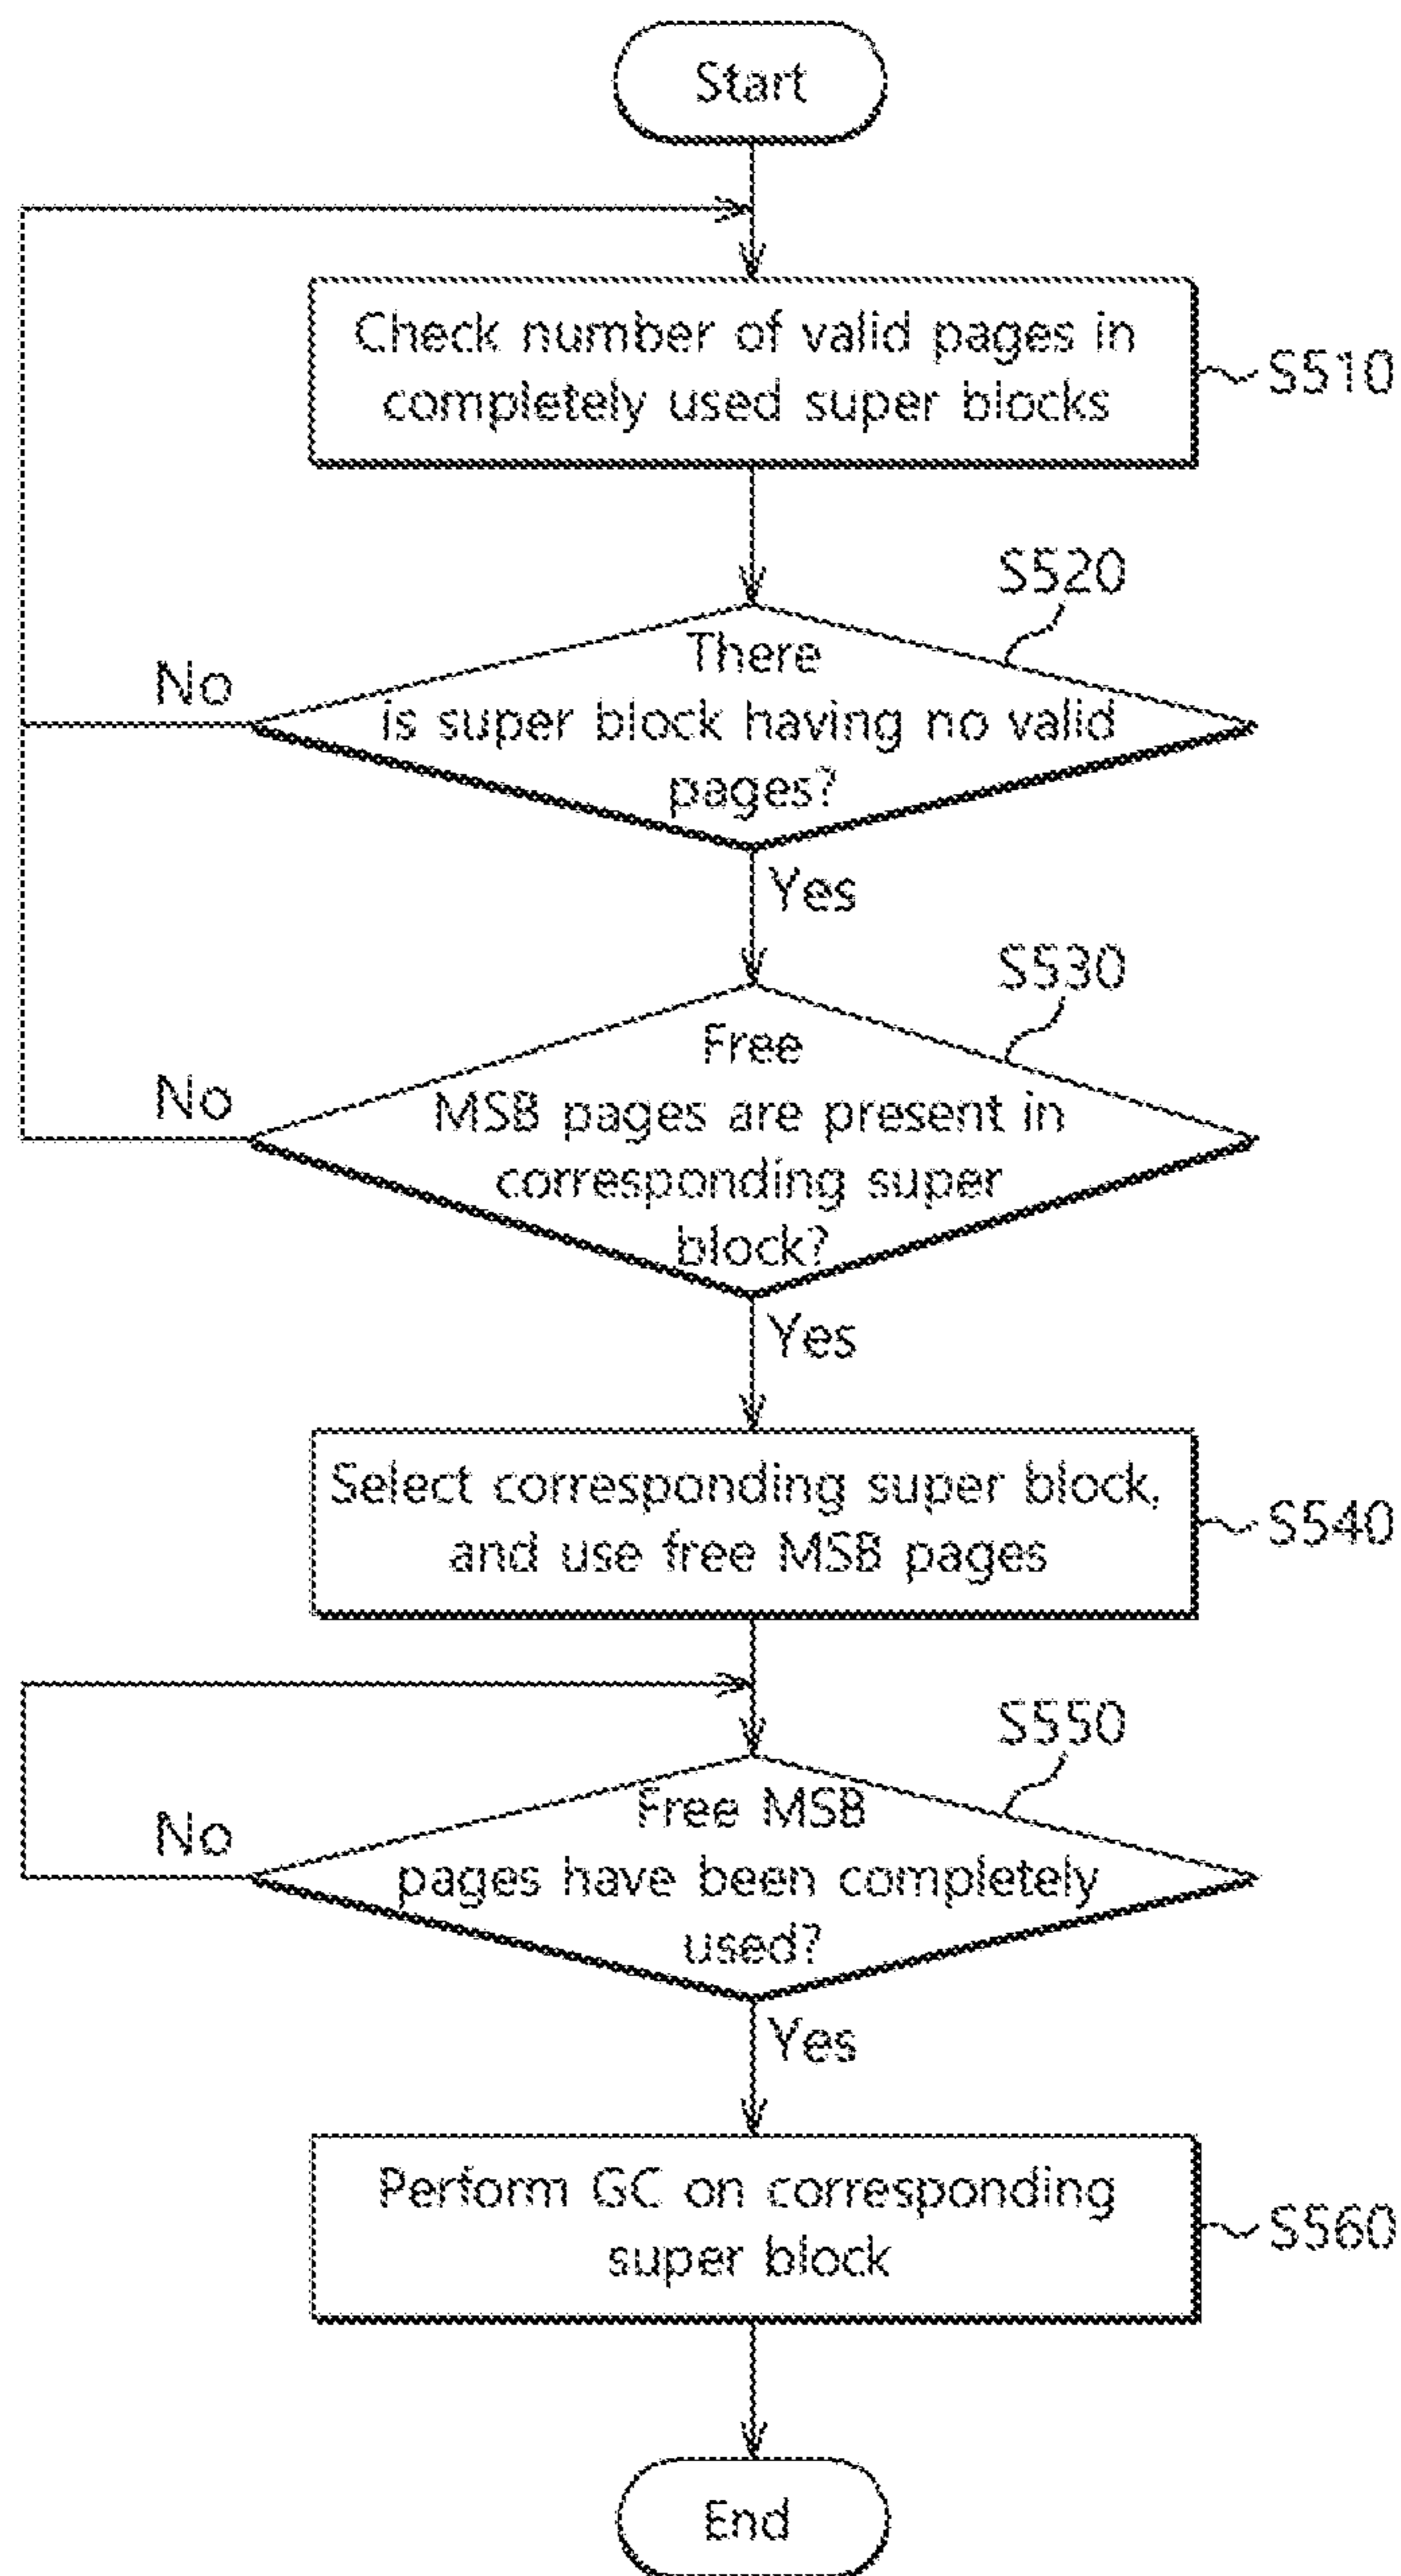 Start
Check number of valid pages in
completely used super blocks
S510
S520
There
is super block having no valid
pages?
No
Yes
S530
Free
MSB pages are present in
corresponding super
block?
No
Yes
Select corresponding super block,
and use free MSB pages
S540
S550
Free MSB
pages have been completely
used?
No
Yes
Perform GC on corresponding
super block
S560
End